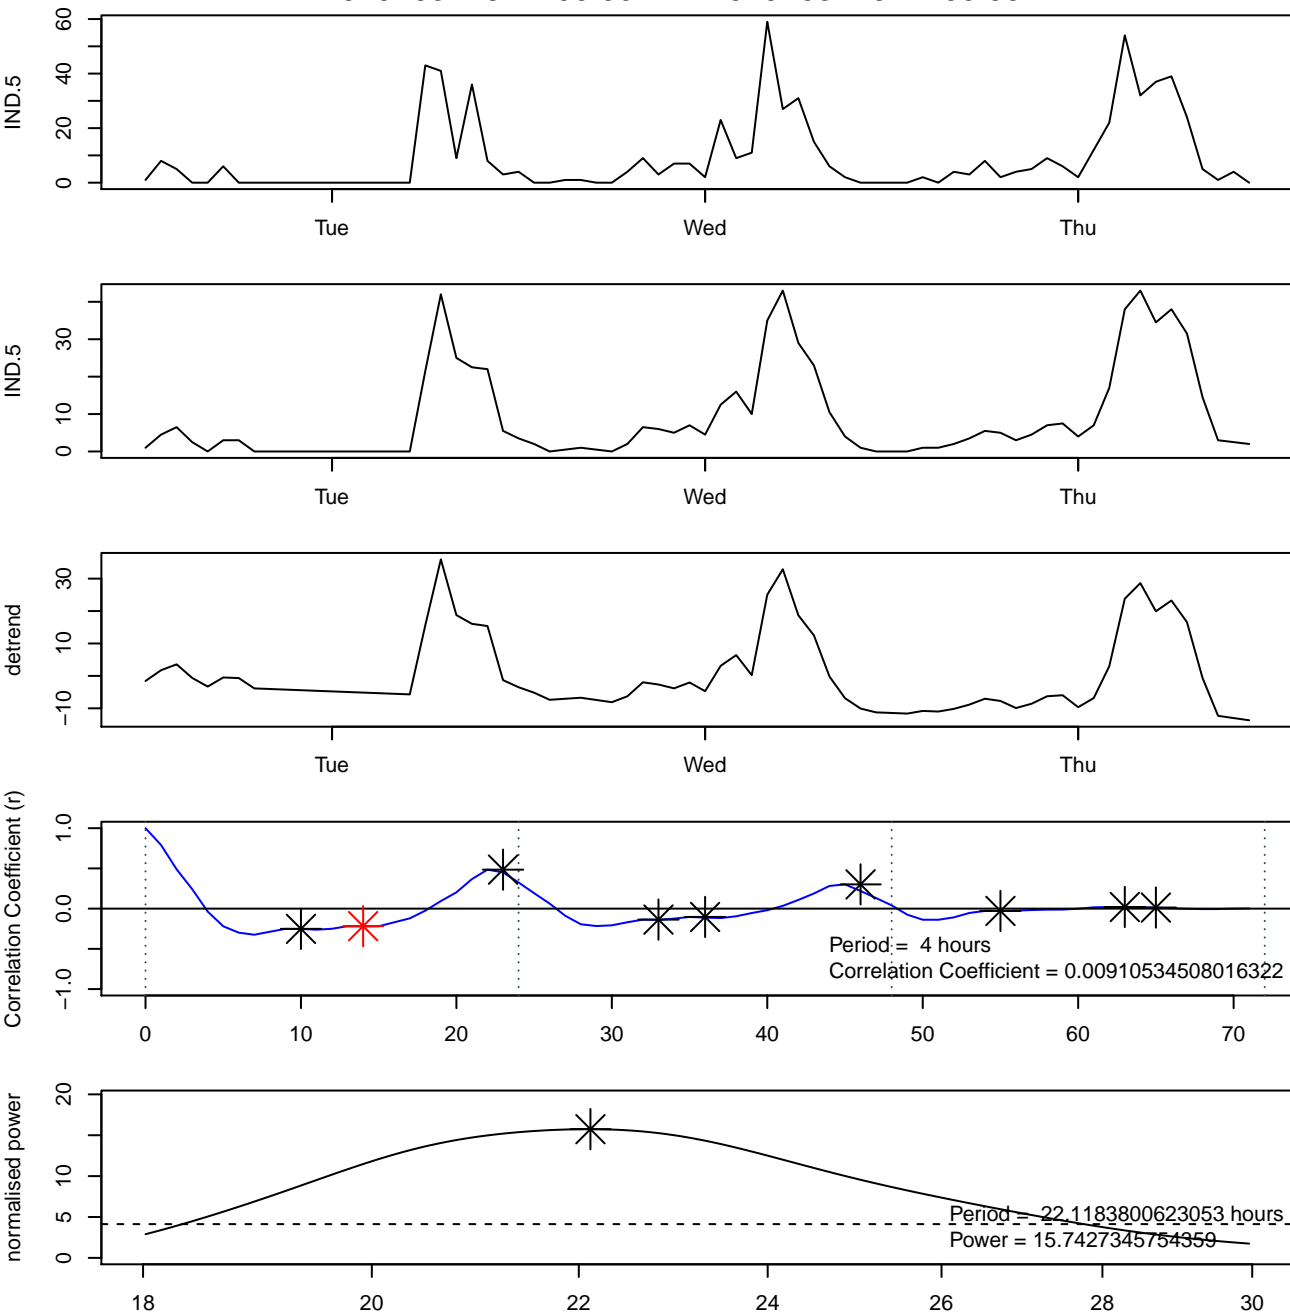 IND.5
0 20 40 60
Tue Wed Thu
IND.5
0 10 30
Tue Wed Thu
detrend
−10 10 30
Tue Wed Thu
Correlation Coefficient (r)
−1.0 0.0 1.0
Period = 4 hours
Correlation Coefficient = 0.00910534508016322
0 10 20 30 40 50 60 70
normalised power
0 5 10 20
Period = 22.1183800623053 hours
Power = 15.7427345754359
18 20 22 24 26 28 30